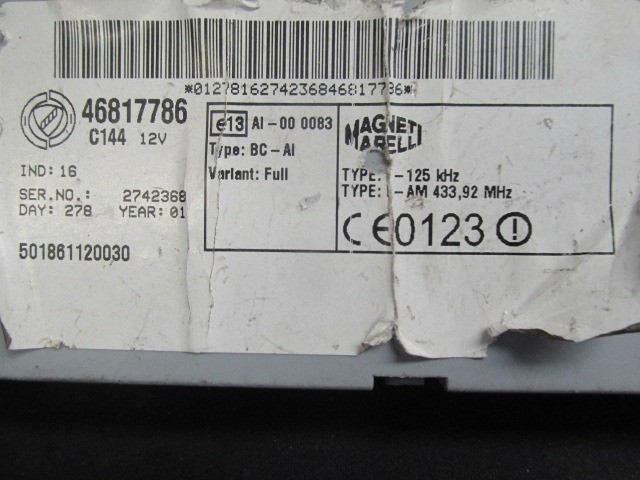 *0127816274236846817786*
46817786
C144 12V
IND: 16
SER.NO.: 2742368
DAY: 278 YEAR: 01
501861120030
e13 AI-00 0083
Type: BC-AI
Variant: Full
MAGNETI
MARELLI
TYPE: -125 kHz
TYPE: -AM 433,92 MHz
CE0123